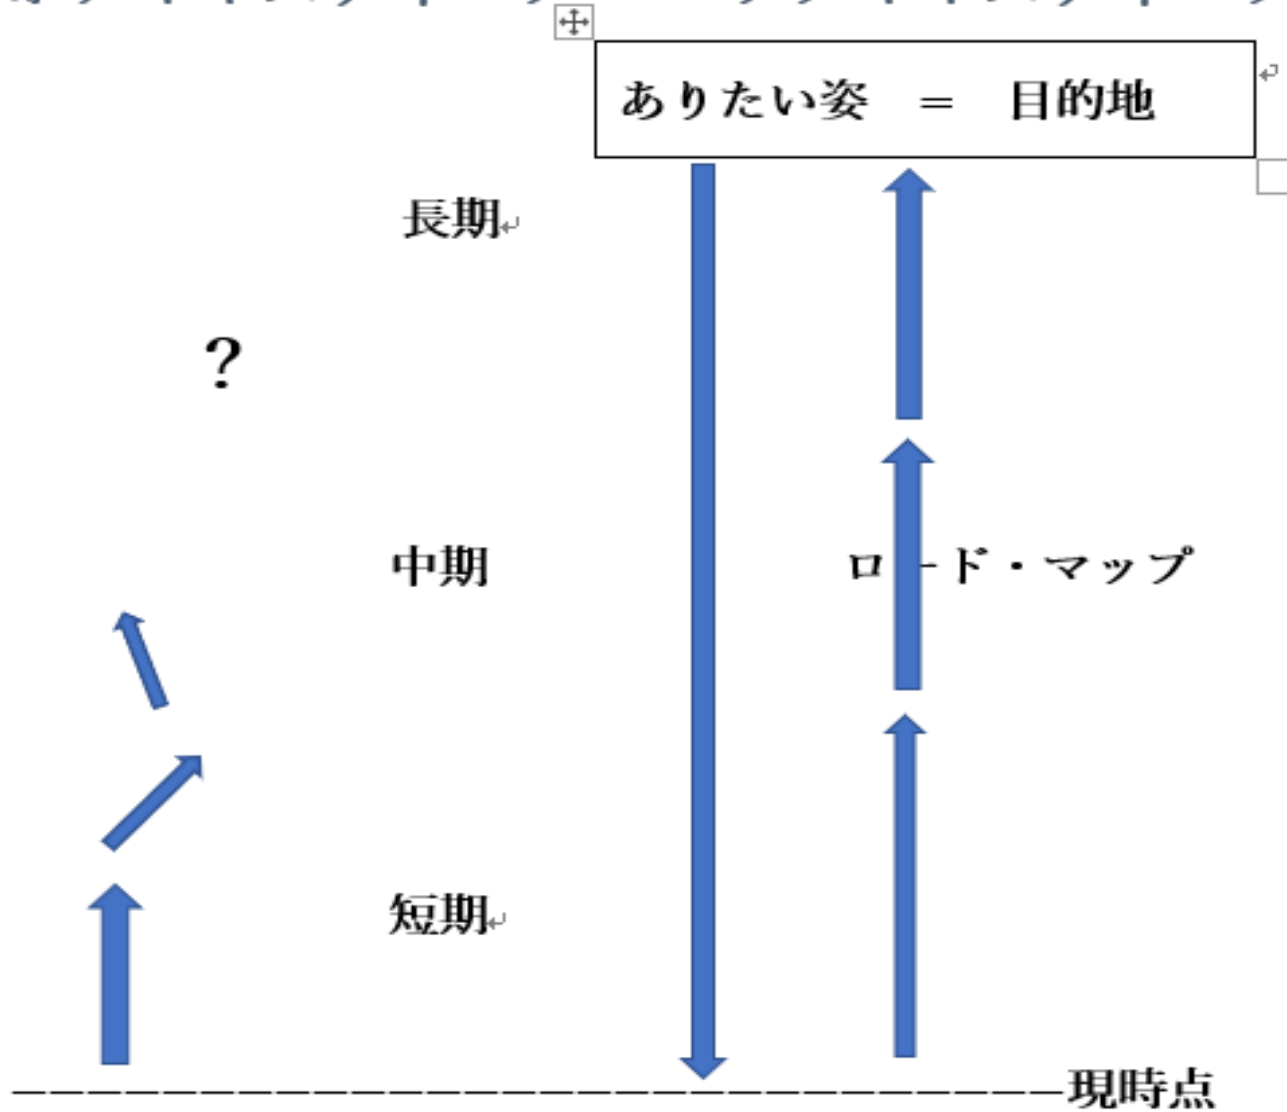 ありたい姿　=　目的地
長期
?
中期
ロード・マップ
短期
現時点